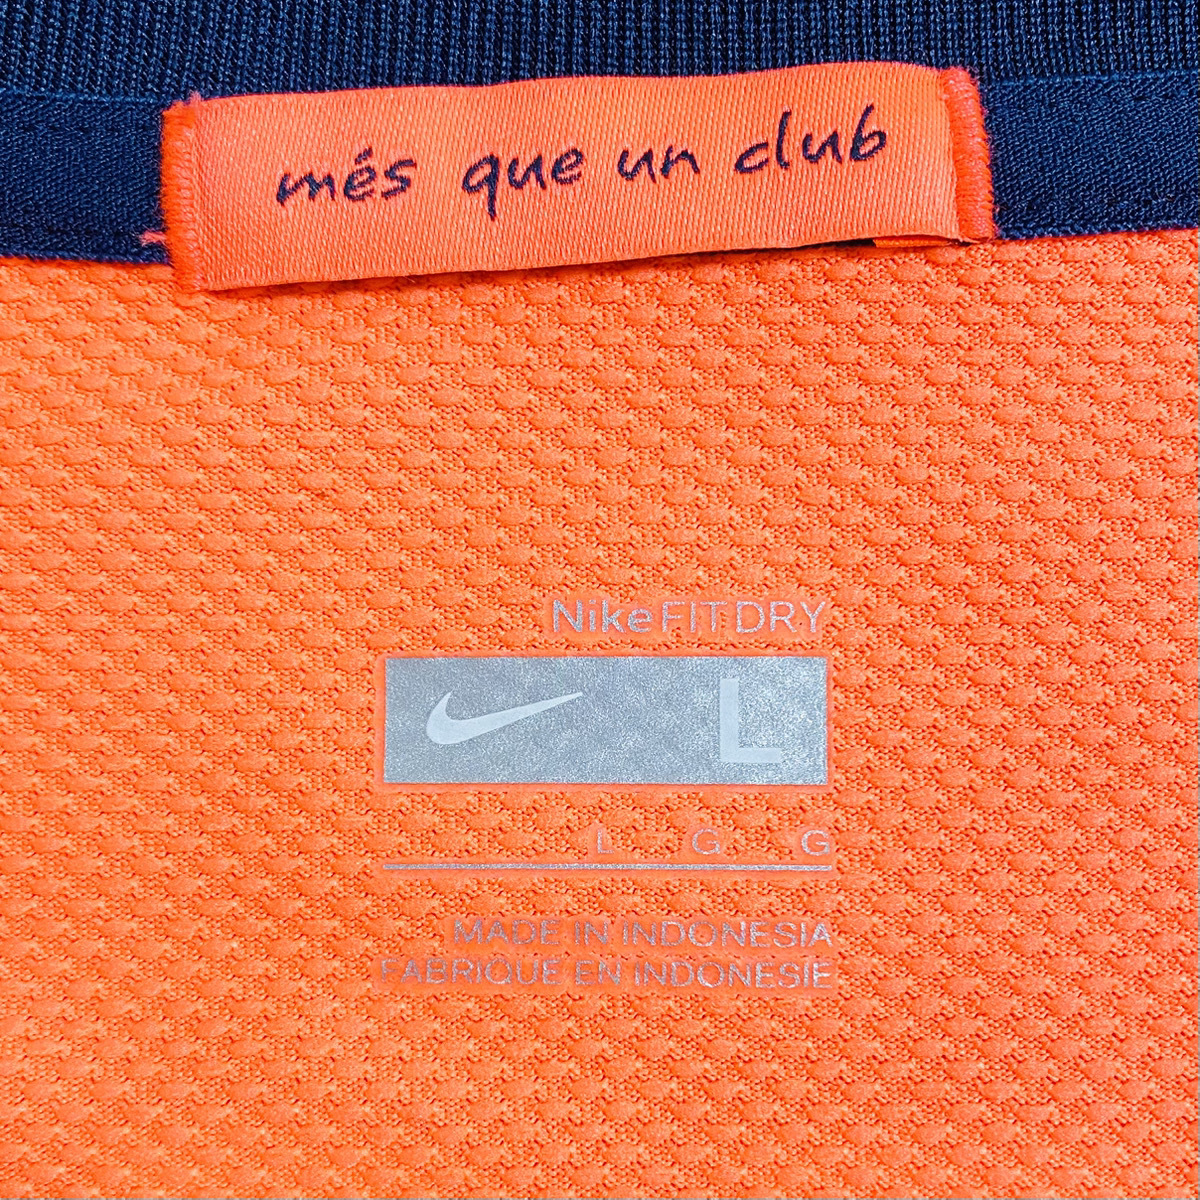 més que un club
NikeFITDRY
L
L G G
MADE IN INDONESIA
FABRIQUE EN INDONESIE